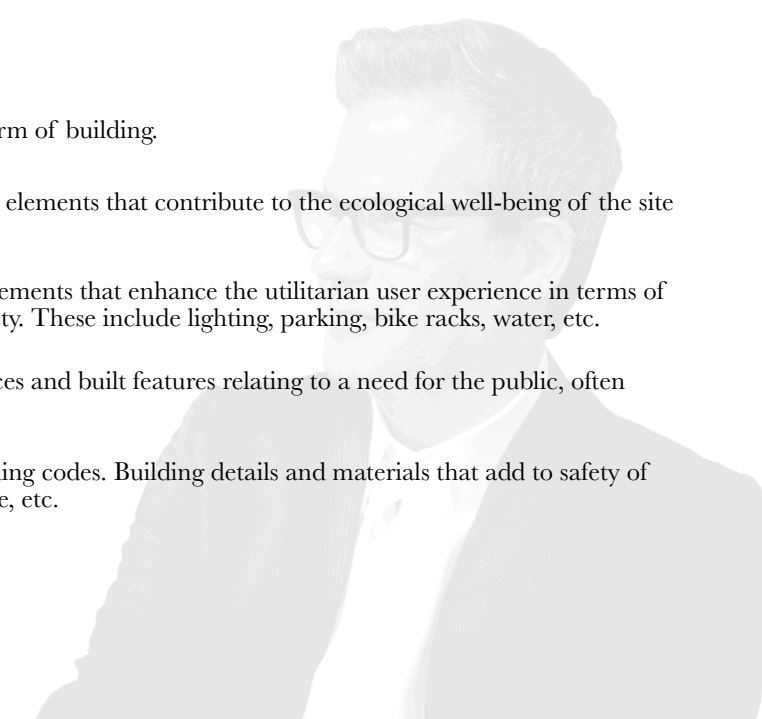 rm of building.
elements that contribute to the ecological well-being of the site
ements that enhance the utilitarian user experience in terms of
ty. These include lighting, parking, bike racks, water, etc.
ces and built features relating to a need for the public, often
ing codes. Building details and materials that add to safety of
e, etc.